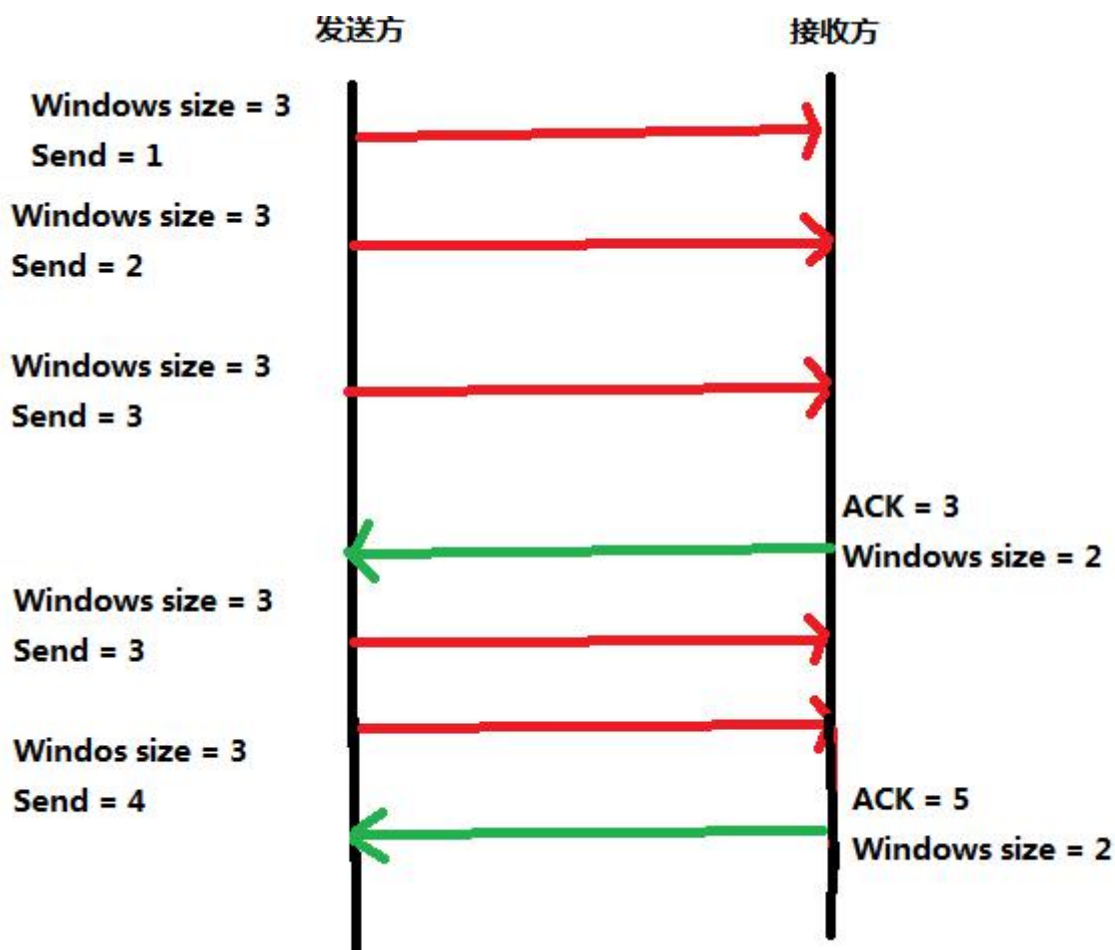 发送方
接收方
Windows size = 3
Send = 1
Windows size = 3
Send = 2
Windows size = 3
Send = 3
ACK = 3
Windows size = 2
Windows size = 3
Send = 3
Windos size = 3
Send = 4
ACK = 5
Windows size = 2